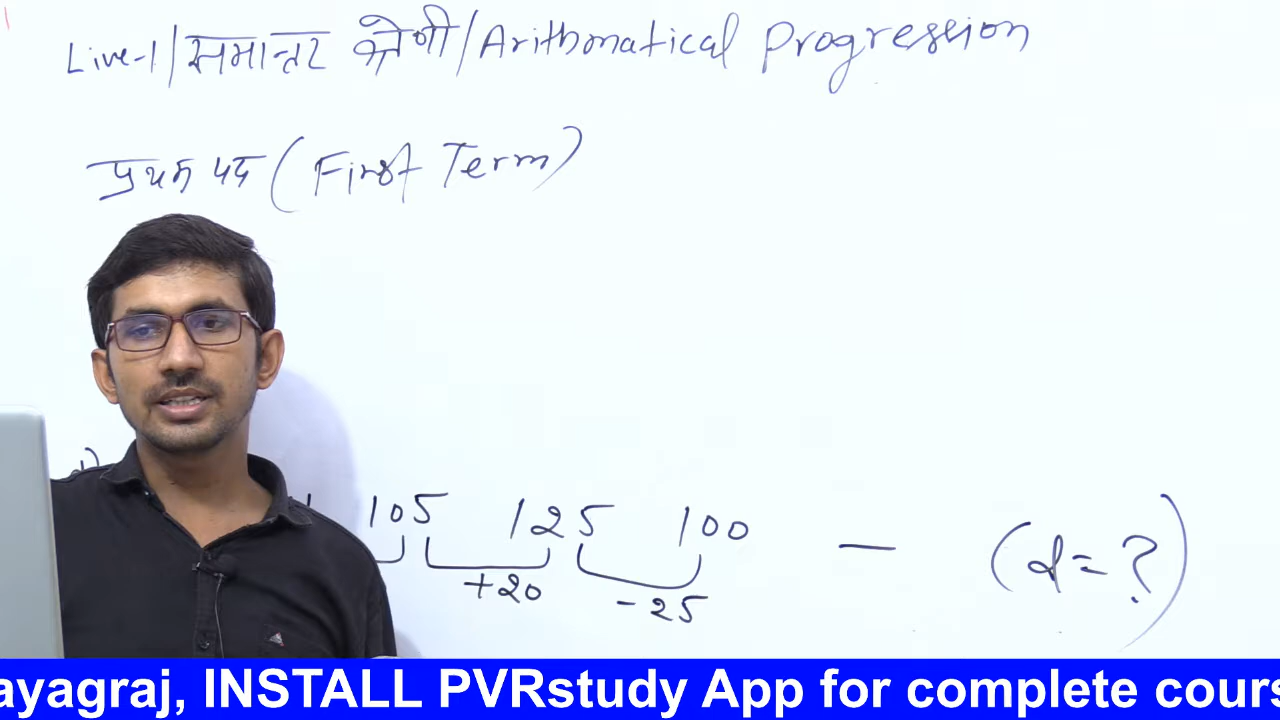 Live-1/समान्तर श्रेणी/Arithmatical Progression
प्रथम पद (First Term)
105 125 100 — (d=?)
+20 -25
ayagraj, INSTALL PVRstudy App for complete cours